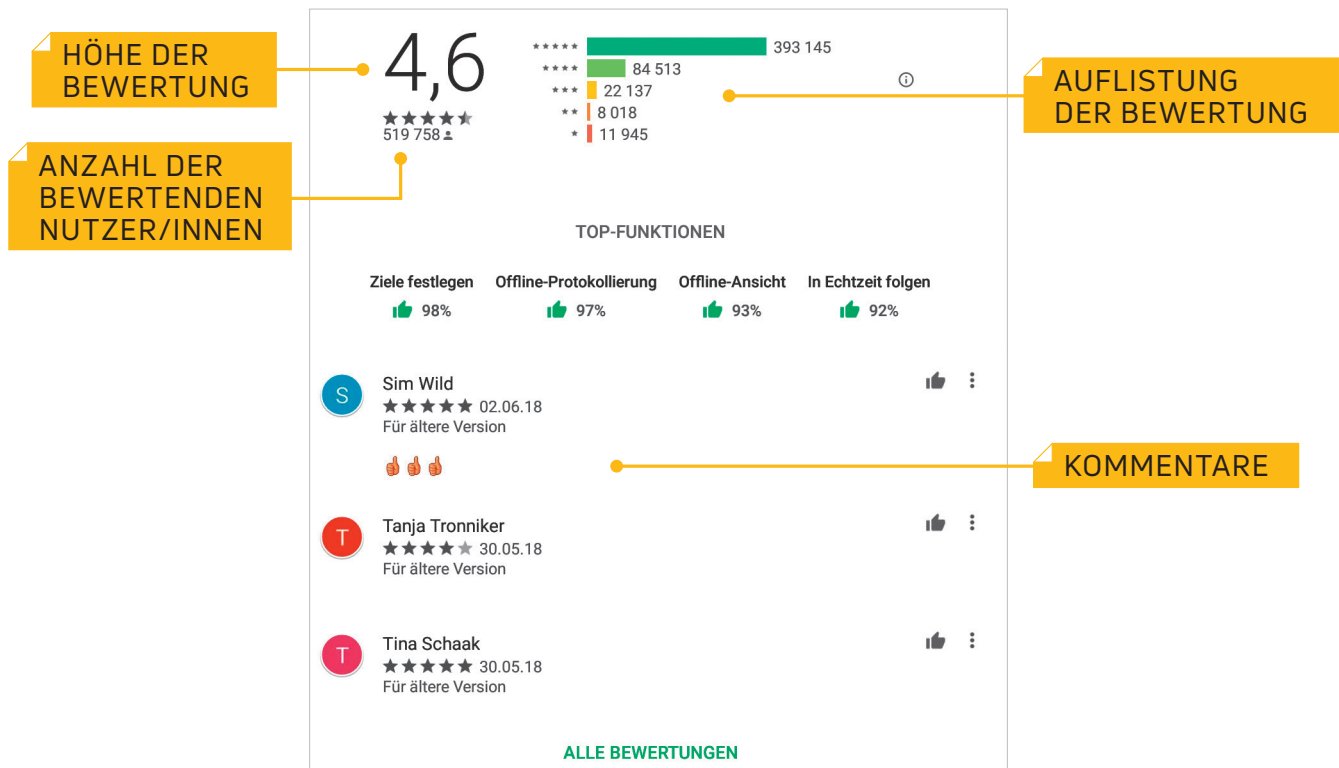 HÖHE DER
BEWERTUNG
ANZAHL DER
BEWERTENDEN
NUTZER/INNEN
4,6
519 758
393 145
84 513
22 137
8 018
11 945
AUFLISTUNG
DER BEWERTUNG
TOP-FUNKTIONEN
Ziele festlegen Offline-Protokollierung Offline-Ansicht In Echtzeit folgen
98% 97% 93% 92%
S
Sim Wild
02.06.18
Für ältere Version
KOMMENTARE
T
Tanja Tronniker
30.05.18
Für ältere Version
T
Tina Schaak
30.05.18
Für ältere Version
ALLE BEWERTUNGEN